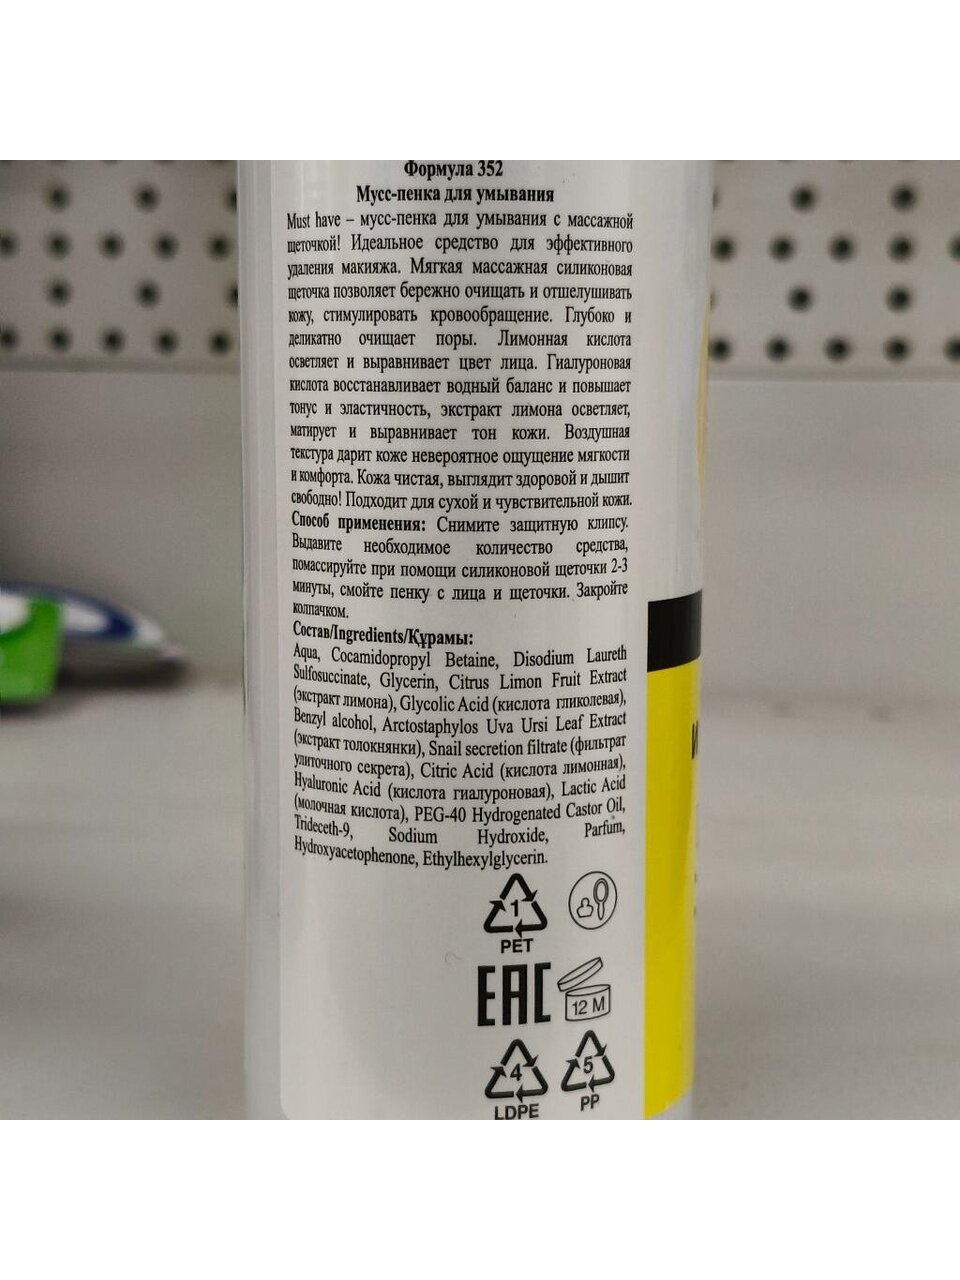 Формула 352
Мусс-пенка для умывания
Must have – мусс-пенка для умывания с массажной
щеточкой! Идеальное средство для эффективного
удаления макияжа. Мягкая массажная силиконовая
щеточка позволяет бережно очищать и отшелушивать
кожу, стимулировать кровообращение. Глубоко и
деликатно очищает поры. Лимонная кислота
осветляет и выравнивает цвет лица. Гиалуроновая
кислота восстанавливает водный баланс и повышает
тонус и эластичность, экстракт лимона осветляет,
матирует и выравнивает тон кожи. Воздушная
текстура дарит коже невероятное ощущение мягкости
и комфорта. Кожа чистая, выглядит здоровой и дышит
свободно! Подходит для сухой и чувствительной кожи.
Способ применения: Снимите защитную клипсу.
Выдавите необходимое количество средства,
помассируйте при помощи силиконовой щеточки 2-3
минуты, смойте пенку с лица и щеточки. Закройте
колпачком.
Состав/Ingredients/Құрамы:
Aqua, Cocamidopropyl Betaine, Disodium Laureth
Sulfosuccinate, Glycerin, Citrus Limon Fruit Extract
(экстракт лимона), Glycolic Acid (кислота гликолевая),
Benzyl alcohol, Arctostaphylos Uva Ursi Leaf Extract
(экстракт толокнянки), Snail secretion filtrate (фильтрат
улиточного секрета), Citric Acid (кислота лимонная),
Hyaluronic Acid (кислота гиалуроновая), Lactic Acid
(молочная кислота), PEG-40 Hydrogenated Castor Oil,
Trideceth-9, Sodium Hydroxide, Parfum,
Hydroxyacetophenone, Ethylhexylglycerin.
1
PET
EAC
12 M
4
LDPE
5
PP